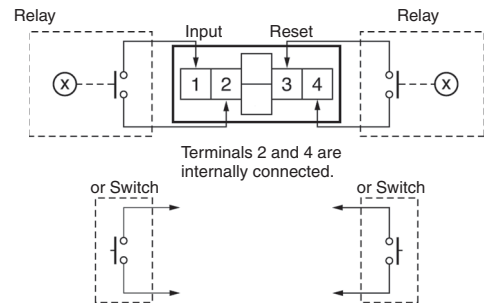 Relay
Relay
Input
Reset
X
1 2 3 4
X
Terminals 2 and 4 are
internally connected.
or Switch
or Switch